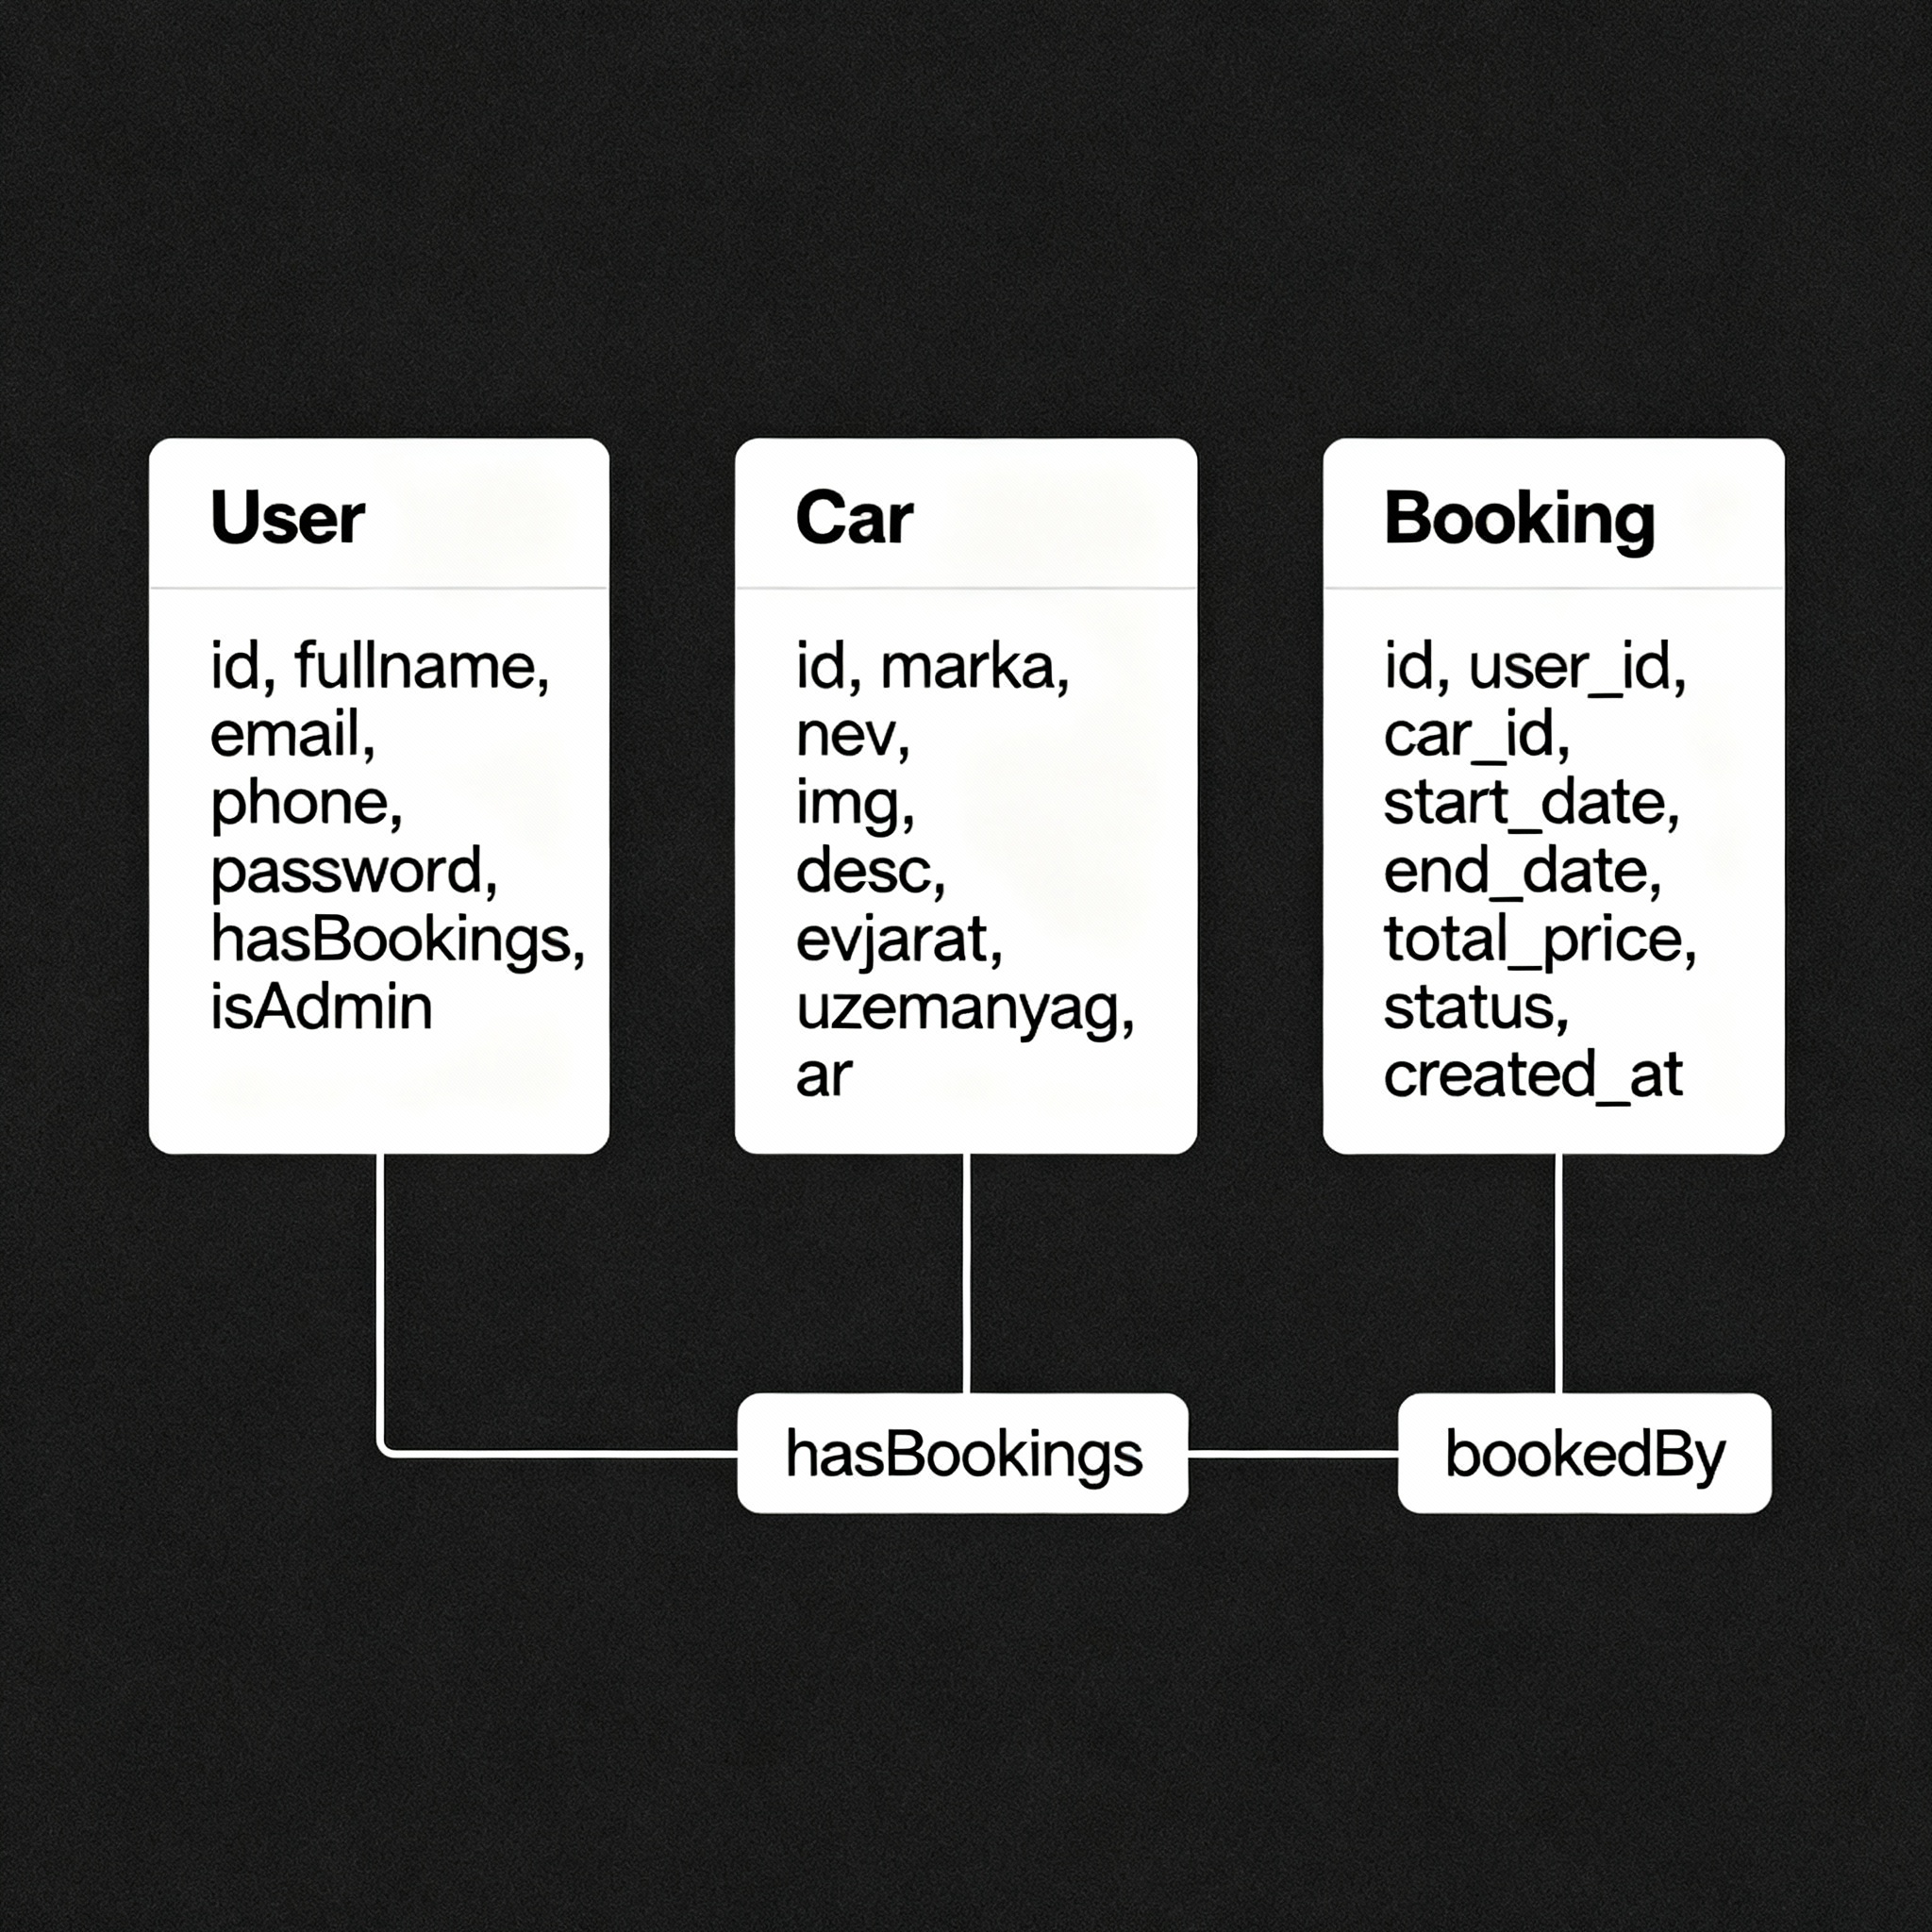 User
id, fullname,
email,
phone,
password,
hasBookings,
isAdmin
Car
id, marka,
nev,
img,
desc,
evjarat,
uzemanyag,
ar
Booking
id, user_id,
car_id,
start_date,
end_date,
total_price,
status,
created_at
hasBookings
bookedBy